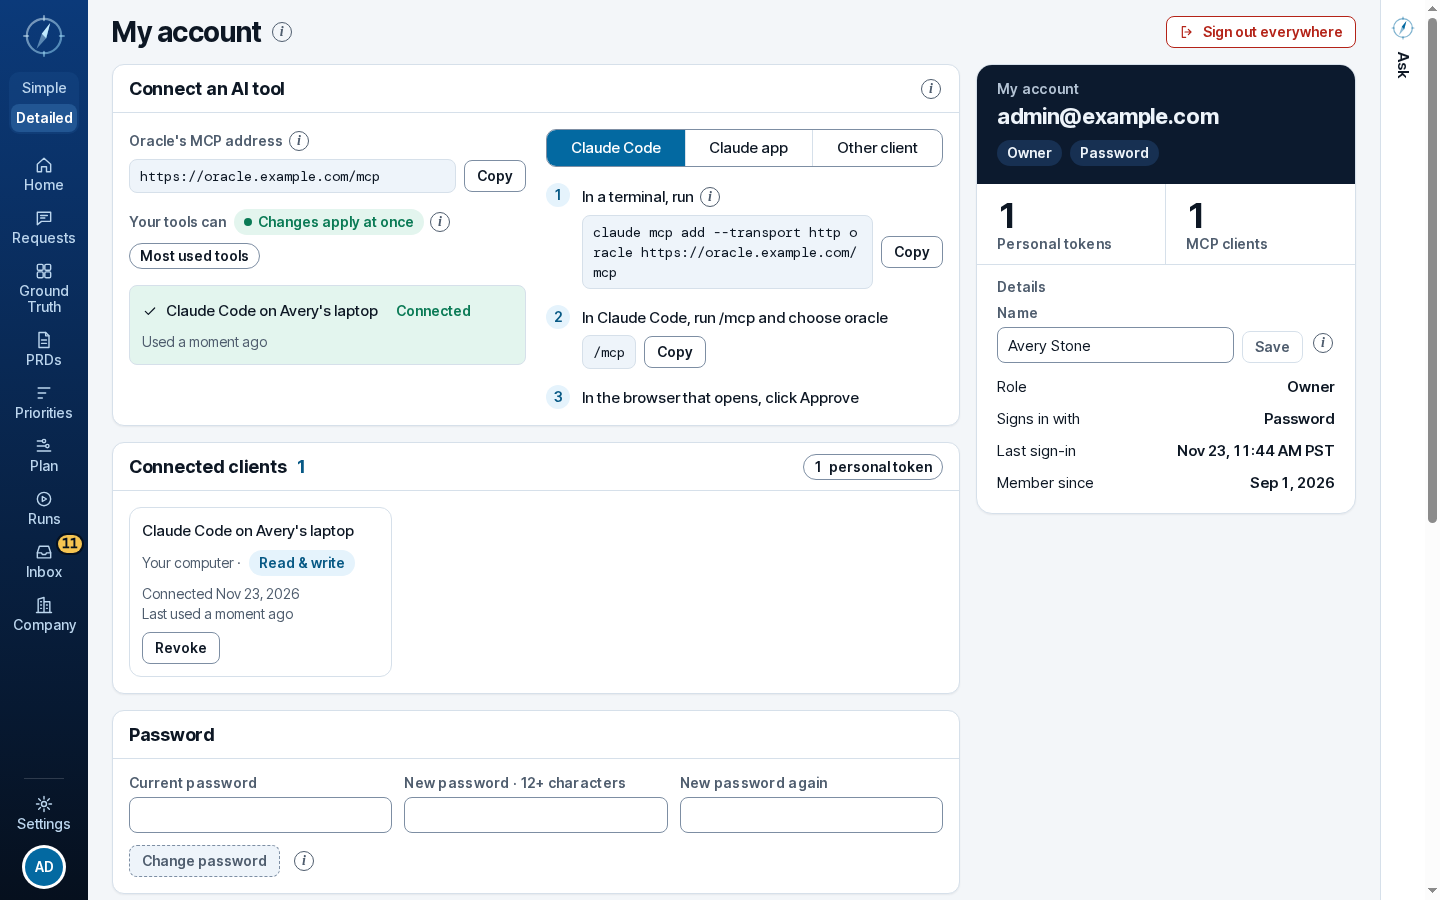 Simple
Detailed
Home
Requests
Ground
Truth
PRDs
Priorities
Plan
Runs
11
Inbox
Company
Settings
AD
My account
i
Sign out everywhere
Connect an AI tool
i
Oracle's MCP address
i
https://oracle.example.com/mcp
Copy
Your tools can
Changes apply at once
i
Most used tools
Claude Code on Avery's laptop
Connected
Used a moment ago
Claude Code
Claude app
Other client
1
In a terminal, run
i
claude mcp add --transport http o
racle https://oracle.example.com/
mcp
Copy
2
In Claude Code, run /mcp and choose oracle
/mcp
Copy
3
In the browser that opens, click Approve
Connected clients 1
1 personal token
Claude Code on Avery's laptop
Your computer ·
Read & write
Connected Nov 23, 2026
Last used a moment ago
Revoke
Password
Current password
New password · 12+ characters
New password again
Change password
i
My account
admin@example.com
Owner
Password
1
Personal tokens
1
MCP clients
Details
Name
Avery Stone
Save
i
Role
Owner
Signs in with
Password
Last sign-in
Nov 23, 11:44 AM PST
Member since
Sep 1, 2026
Ask